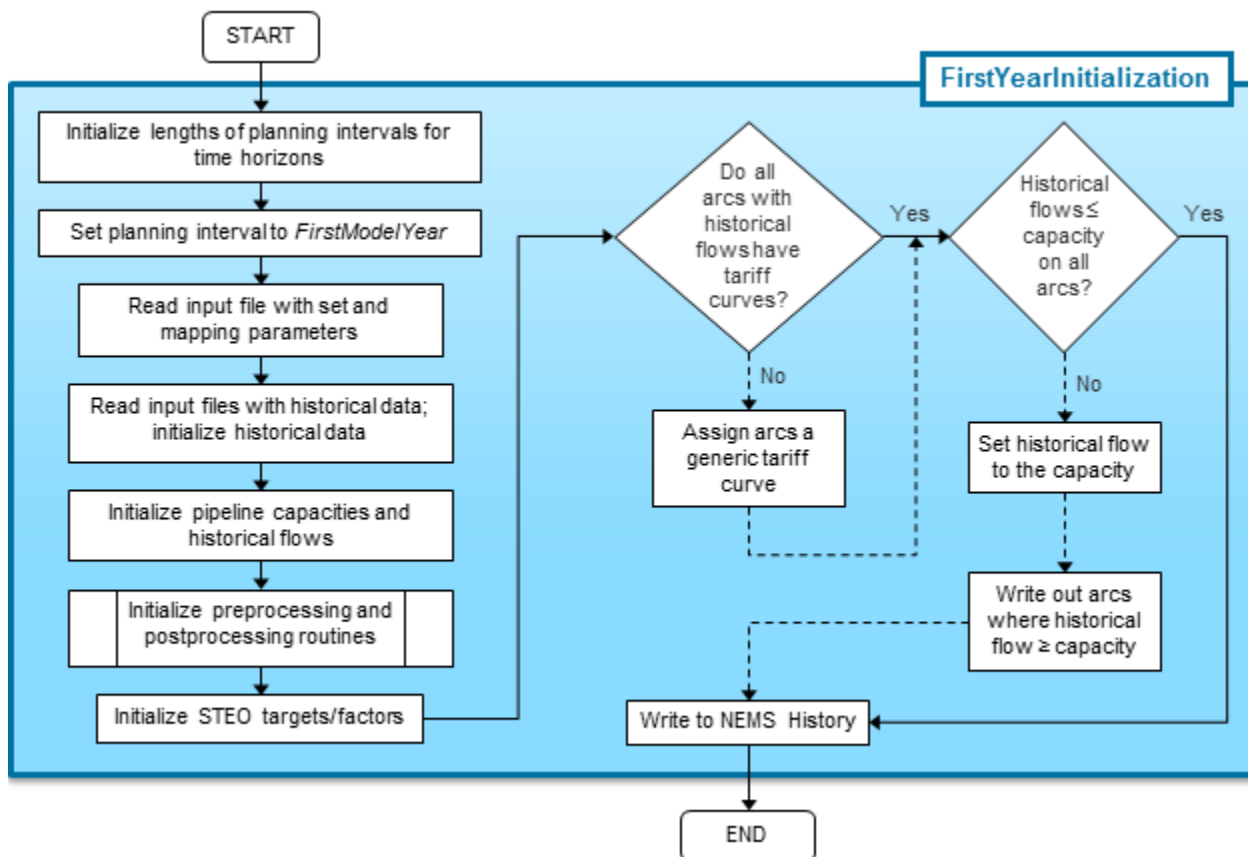 START
FirstYearInitialization
Initialize lengths of planning intervals for
time horizons
Set planning interval to FirstModelYear
Read input file with set and
mapping parameters
Read input files with historical data;
initialize historical data
Initialize pipeline capacities and
historical flows
Initialize preprocessing and
postprocessing routines
Initialize STEO targets/factors
Do all
arcs with
historical
flows have
tariff
curves?
Yes
No
Assign arcs a
generic tariff
curve
Historical
flows ≤
capacity
on all
arcs?
Yes
No
Set historical flow
to the capacity
Write out arcs
where historical
flow ≥ capacity
Write to NEMS History
END